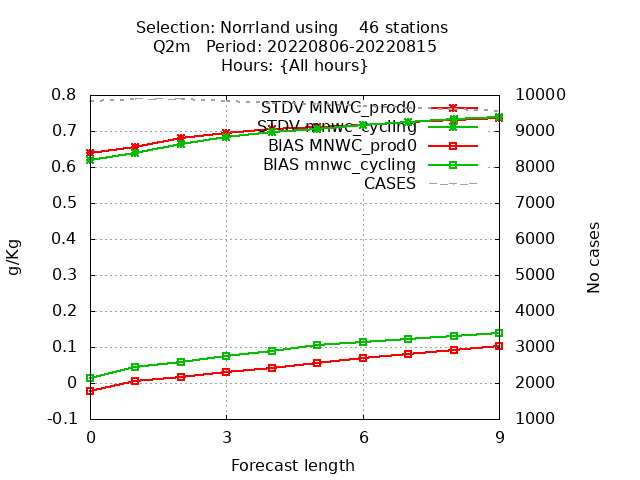 Selection: Norrland using 46 stations
Q2m Period: 20220806-20220815
Hours: {All hours}
0.8 10000
STDV MNWC_prod0
0.7 9000
STDV mnwc_cycling
BIAS MNWC_prod0
0.6 8000
BIAS mnwc_cycling
CASES
0.5 7000
0.4 6000
g/Kg
No cases
0.3 5000
0.2 4000
0.1 3000
0 2000
-0.1 1000
0 3 6 9
Forecast length